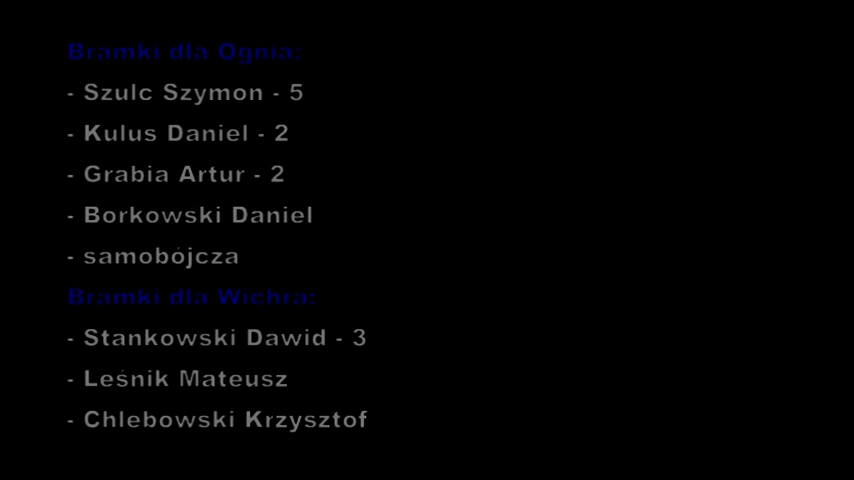 Bramki dla Ognia:
- Szulc Szymon - 5
- Kulus Daniel - 2
- Grabia Artur - 2
- Borkowski Daniel
- samobójcza
Bramki dla Wichra:
- Stankowski Dawid - 3
- Leśnik Mateusz
- Chlebowski Krzysztof